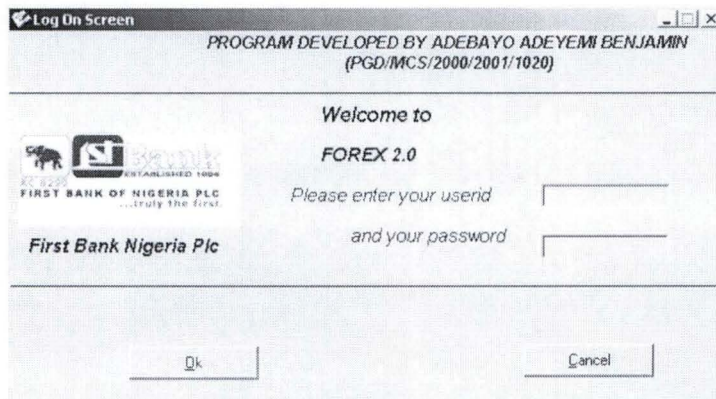 Log On Screen
PROGRAM DEVELOPED BY ADEBAYO ADEYEMI BENJAMIN
(PGD/MCS/2000/2001/1020)
Welcome to
FOREX 2.0
1st Bank
ESTABLISHED 1894
FIRST BANK OF NIGERIA PLC
...truly the first.
First Bank Nigeria Plc
Please enter your userid
and your password
Ok
Cancel